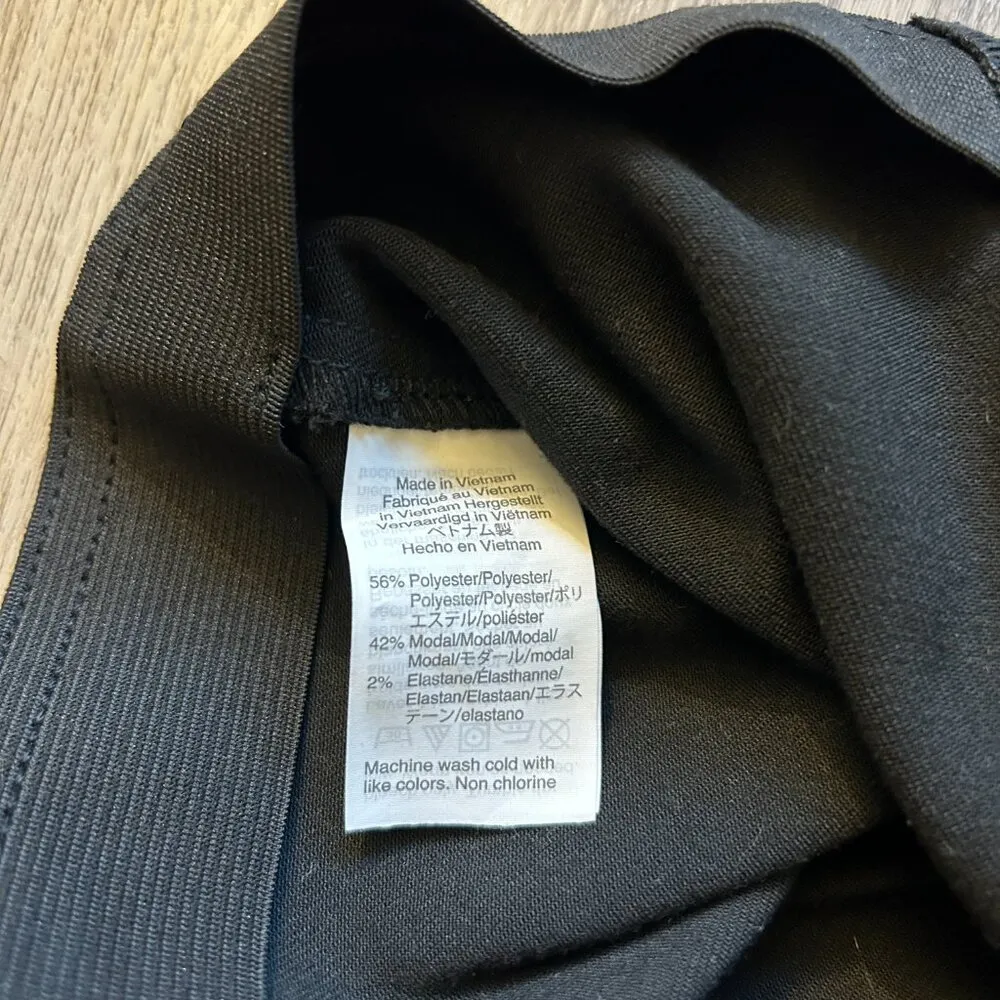 Made in Vietnam
Fabriqué au Vietnam
in Vietnam Hergestellt
Vervaardigd in Viëtnam
ベトナム製
Hecho en Vietnam
56% Polyester/Polyester/
Polyester/Polyester/ポリ
エステル/poliéster
42% Modal/Modal/Modal/
Modal/モダール/modal
2% Elastane/Élasthanne/
Elastan/Elastaan/エラス
テーン/elastano
Machine wash cold with
like colors. Non chlorine